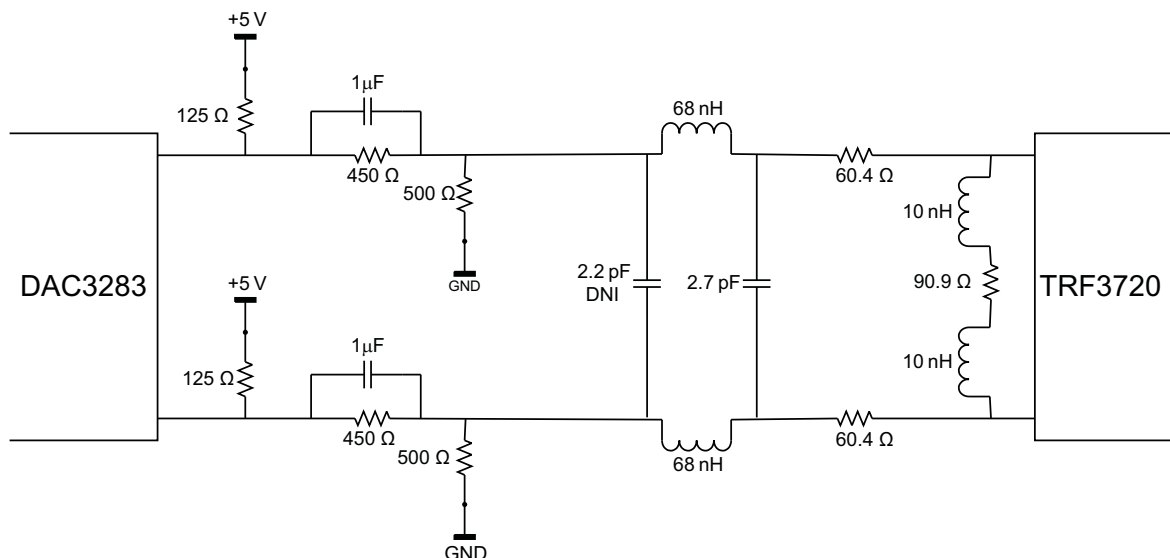 +5 V
125 Ω
1μF
450 Ω
500 Ω
GND
68 nH
60.4 Ω
10 nH
90.9 Ω
10 nH
DAC3283
2.2 pF
DNI
2.7 pF
TRF3720
+5 V
125 Ω
1μF
450 Ω
500 Ω
GND
68 nH
60.4 Ω